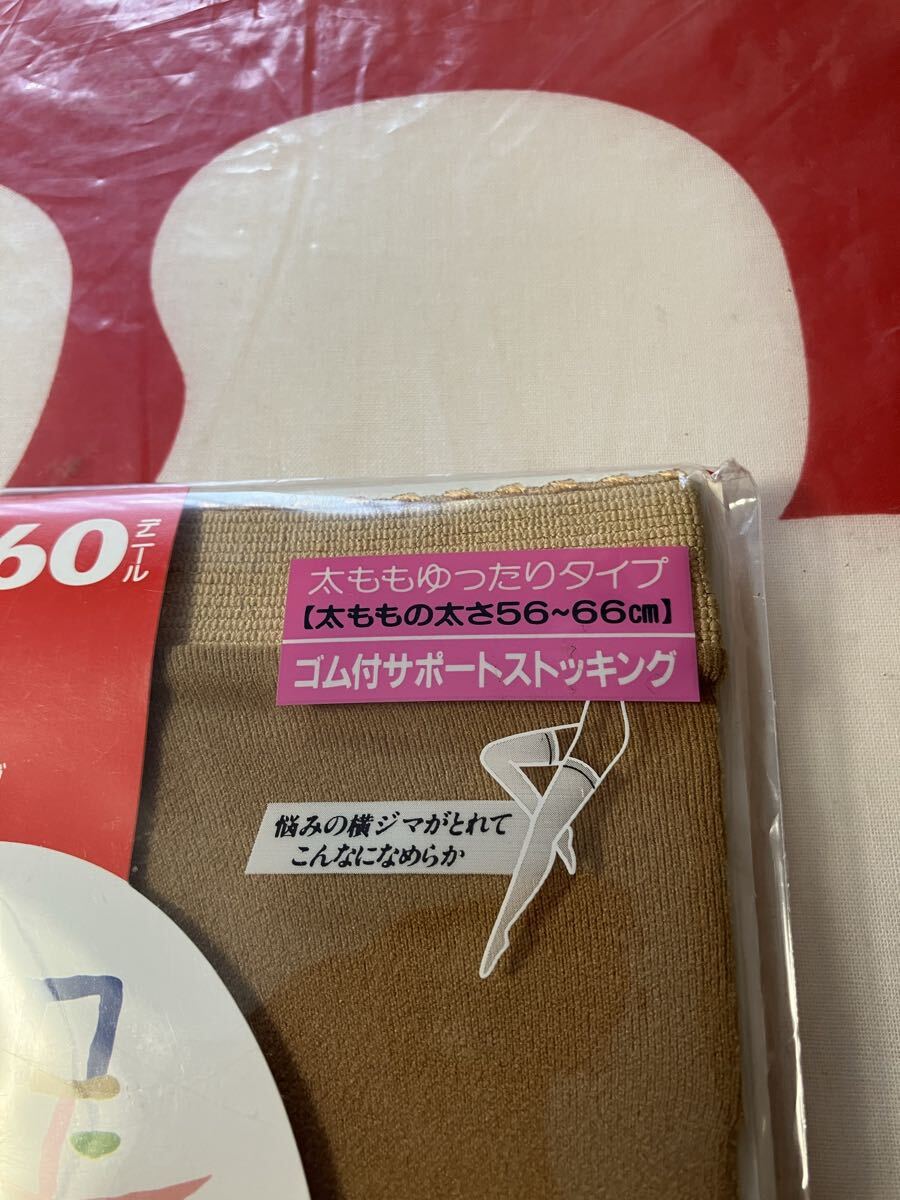 60デニール
太ももゆったりタイプ
【太ももの太さ56~66cm】
ゴム付サポートストッキング
悩みの横ジマがとれて
こんなになめらか